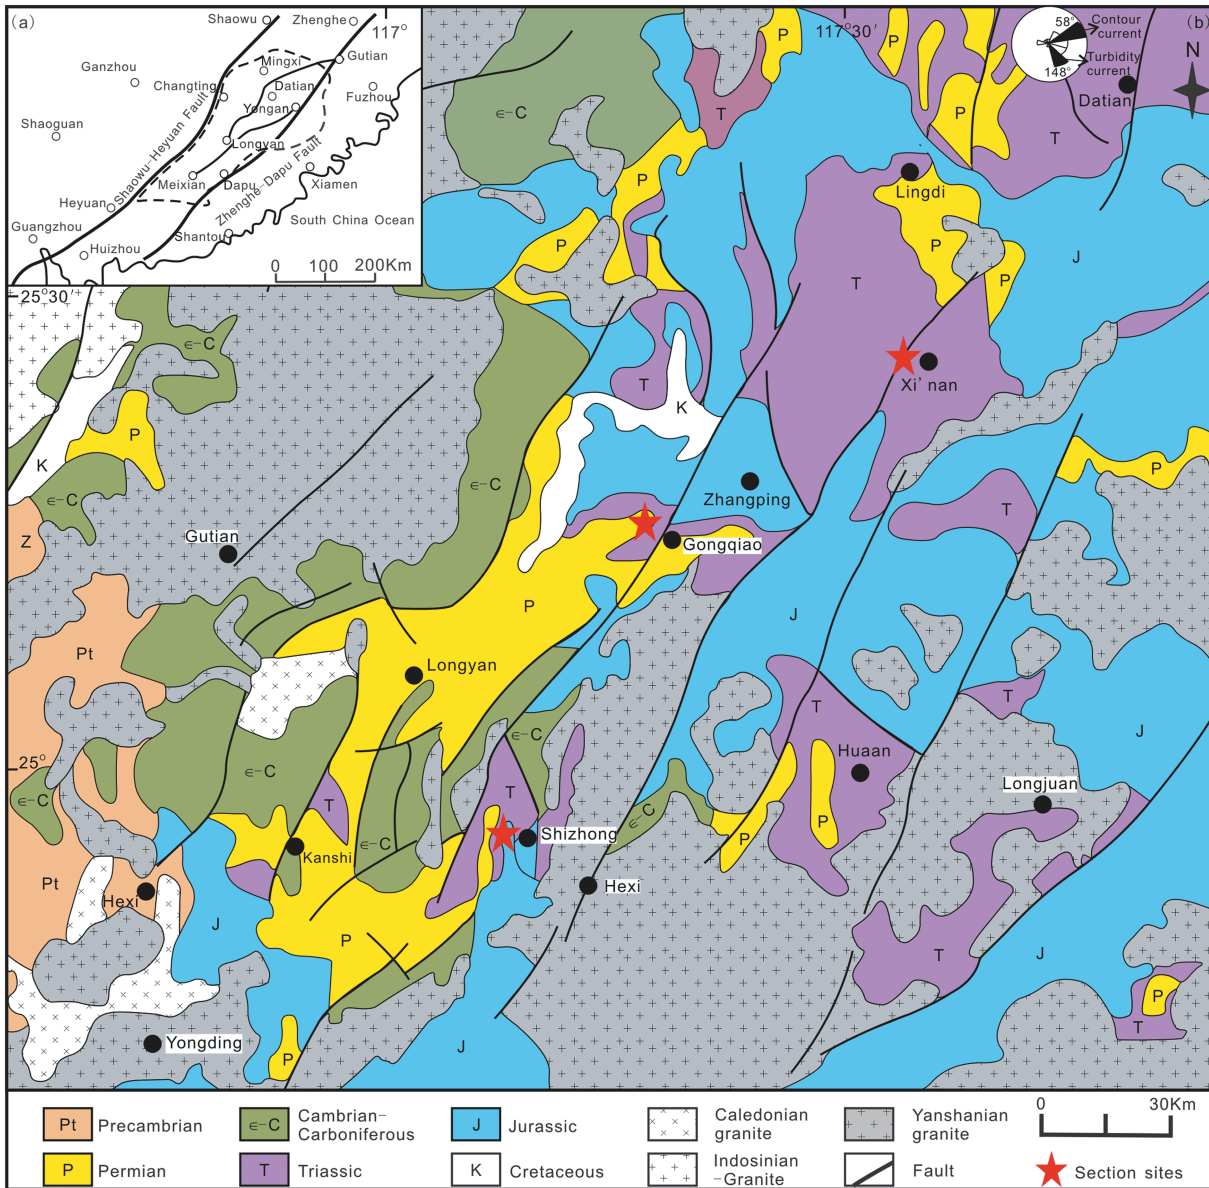 (a)
Shaowu
Zhenghe
117°
Gutian
Mingxi
Ganzhou
Changting
Datian
Fuzhou
Yongan
Shaoguan
Longyan
Shaowu-Heyuan Fault
Zhenghe-Dapu Fault
Meixian
Dapu
Xiamen
Heyuan
South China Ocean
Guangzhou
Shantou
Huizhou
0 100 200Km
(b)
117°30′
58°
Contour
current
Turbidity
current
148°
N
P
P
Datian
∈-C
T
P
T
P
Lingdi
P
P
J
P
T
25°30′
∈-C
T
K
Xi' nan
P
K
P
∈-C
∈-C
Zhangping
T
Z
Gutian
Gongqiao
P
J
Pt
Longyan
T
T
∈-C
J
Huaan
25°
∈-C
Longjuan
∈-C
T
T
∈-C
P
Shizhong
P
Kanshi
∈-C
Pt
Hexi
Hexi
J
P
T
J
P
T
Yongding
P
J
Pt Precambrian
∈-C Cambrian-
Carboniferous
J Jurassic
Caledonian
granite
Yanshanian
granite
0 30Km
P Permian
T Triassic
K Cretaceous
Indosinian
-Granite
Fault
Section sites